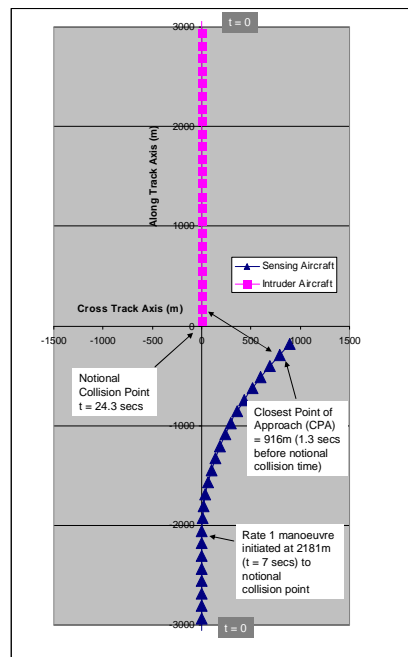 t = 0
3000
2000
Along Track Axis (m)
1000
Sensing Aircraft
Intruder Aircraft
Cross Track Axis (m)
0
-1500 -1000 -500 0 500 1000 1500
Notional
Collision Point
t = 24.3 secs
Closest Point of
Approach (CPA)
= 916m (1.3 secs
before notional
collision time)
-1000
-2000
Rate 1 manoeuvre
initiated at 2181m
(t = 7 secs) to
notional
collision point
-3000
t = 0